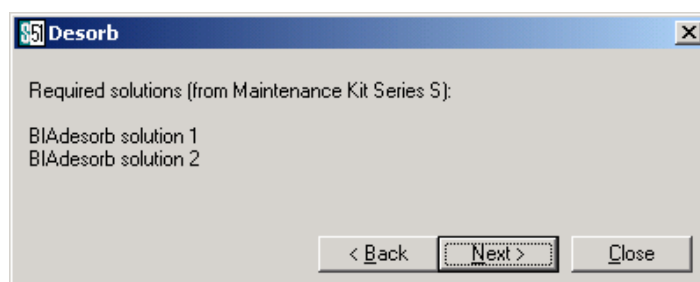 S51 Desorb
Required solutions (from Maintenance Kit Series S):
BIAdesorb solution 1
BIAdesorb solution 2
< Back Next > Close